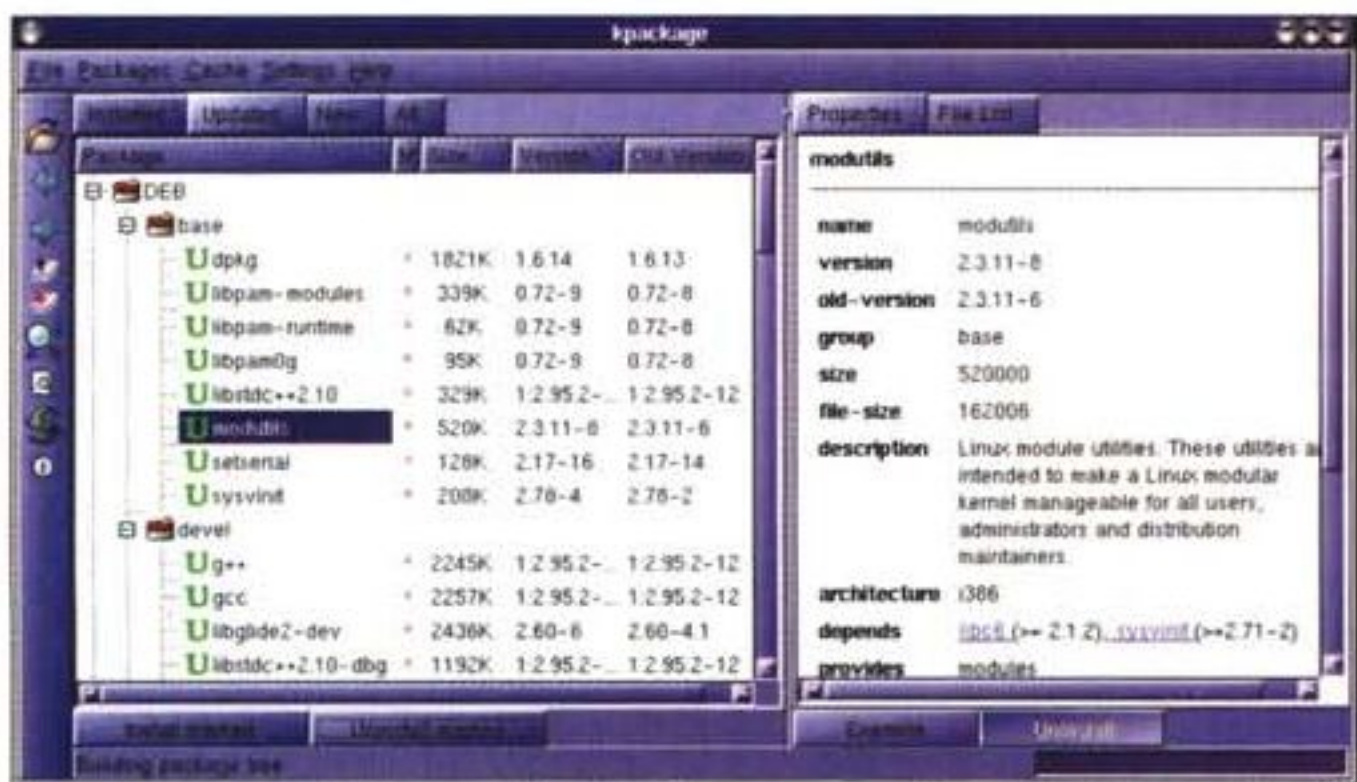 kpackage
File Packages Cache Settings Help
Installed Updated New All
Package M Size Version Old Version
DEB
base
dpkg 1821K 1.6.14 1.6.13
libpam-modules 339K 0.72-9 0.72-8
libpam-runtime 62K 0.72-9 0.72-8
libpam0g 95K 0.72-9 0.72-8
libstdc++2.10 329K 1:2.95.2-... 1:2.95.2-12
modutils 520K 2.3.11-8 2.3.11-6
setserial 128K 2.17-16 2.17-14
sysvinit 208K 2.78-4 2.78-2
devel
g++ 2245K 1:2.95.2-... 1:2.95.2-12
gcc 2257K 1:2.95.2-... 1:2.95.2-12
libglide2-dev 2436K 2.60-6 2.60-4.1
libstdc++2.10-dbg 1192K 1:2.95.2-... 1:2.95.2-12
Install marked Uninstall marked
Building package tree
Properties File List
modutils
name modutils
version 2.3.11-8
old-version 2.3.11-6
group base
size 520000
file-size 162006
description Linux module utilities. These utilities a
intended to make a Linux modular
kernel manageable for all users,
administrators and distribution
maintainers.
architecture i386
depends libc6 (>= 2.1.2), sysvinit (>=2.71-2)
provides modules
Examine Uninstall